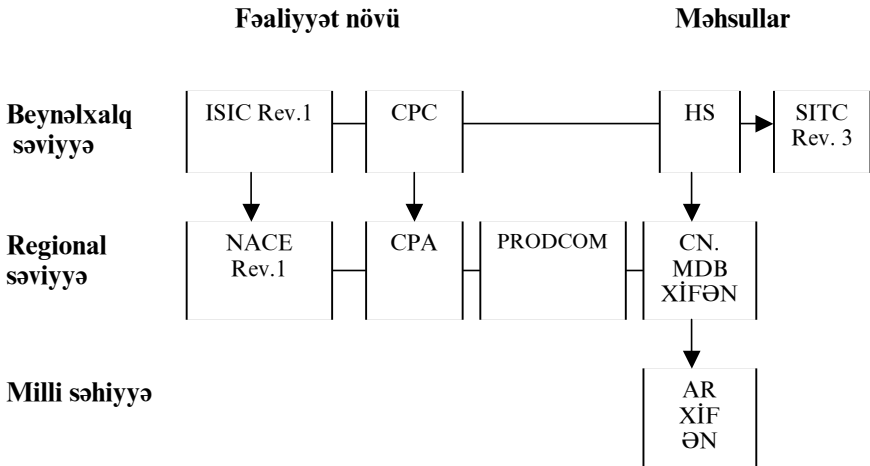 Fəaliyyət növü
Məhsullar
Beynəlxalq
səviyyə
ISIC Rev.1
CPC
HS
SITC
Rev. 3
Regional
səviyyə
NACE
Rev.1
CPA
PRODCOM
CN.
MDB
XİFƏN
Milli səhiyyə
AR
XİF
ƏN